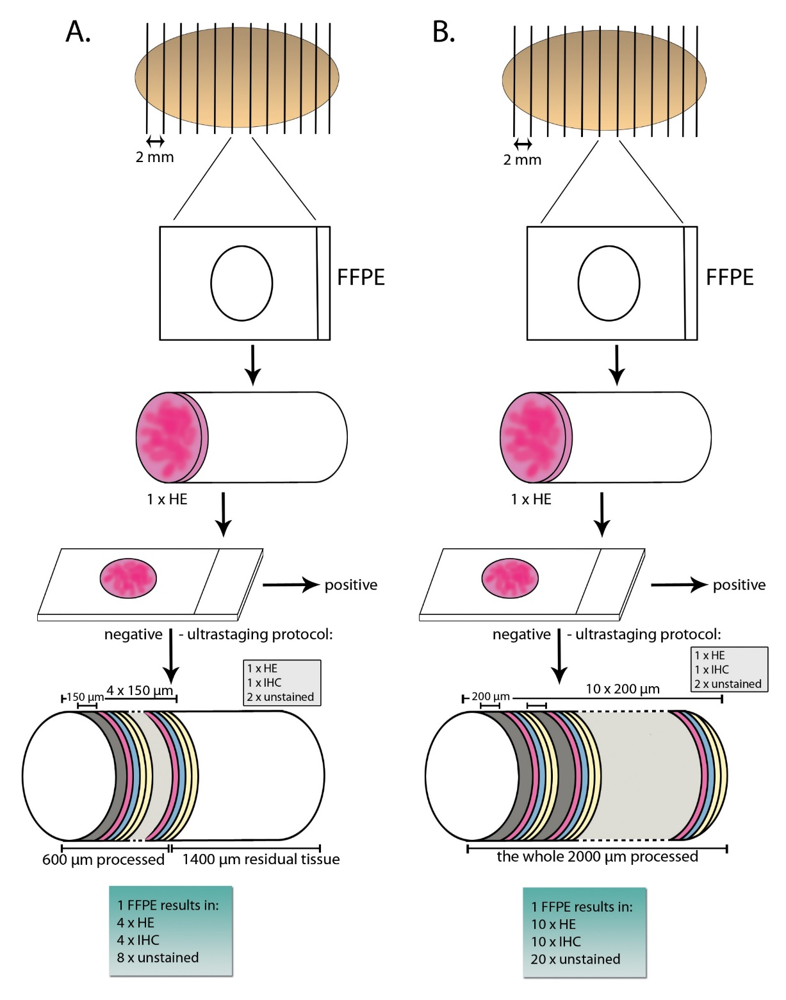 A.
B.
2 mm
2 mm
FFPE
FFPE
1 x HE
1 x HE
positive
positive
negative - ultrastaging protocol:
negative - ultrastaging protocol:
1 x HE
1 x IHC
2 x unstained
1 x HE
1 x IHC
2 x unstained
150 µm
4 x 150 µm
200 µm
10 x 200 µm
600 µm processed
1400 µm residual tissue
the whole 2000 µm processed
1 FFPE results in:
4 x HE
4 x IHC
8 x unstained
1 FFPE results in:
10 x HE
10 x IHC
20 x unstained